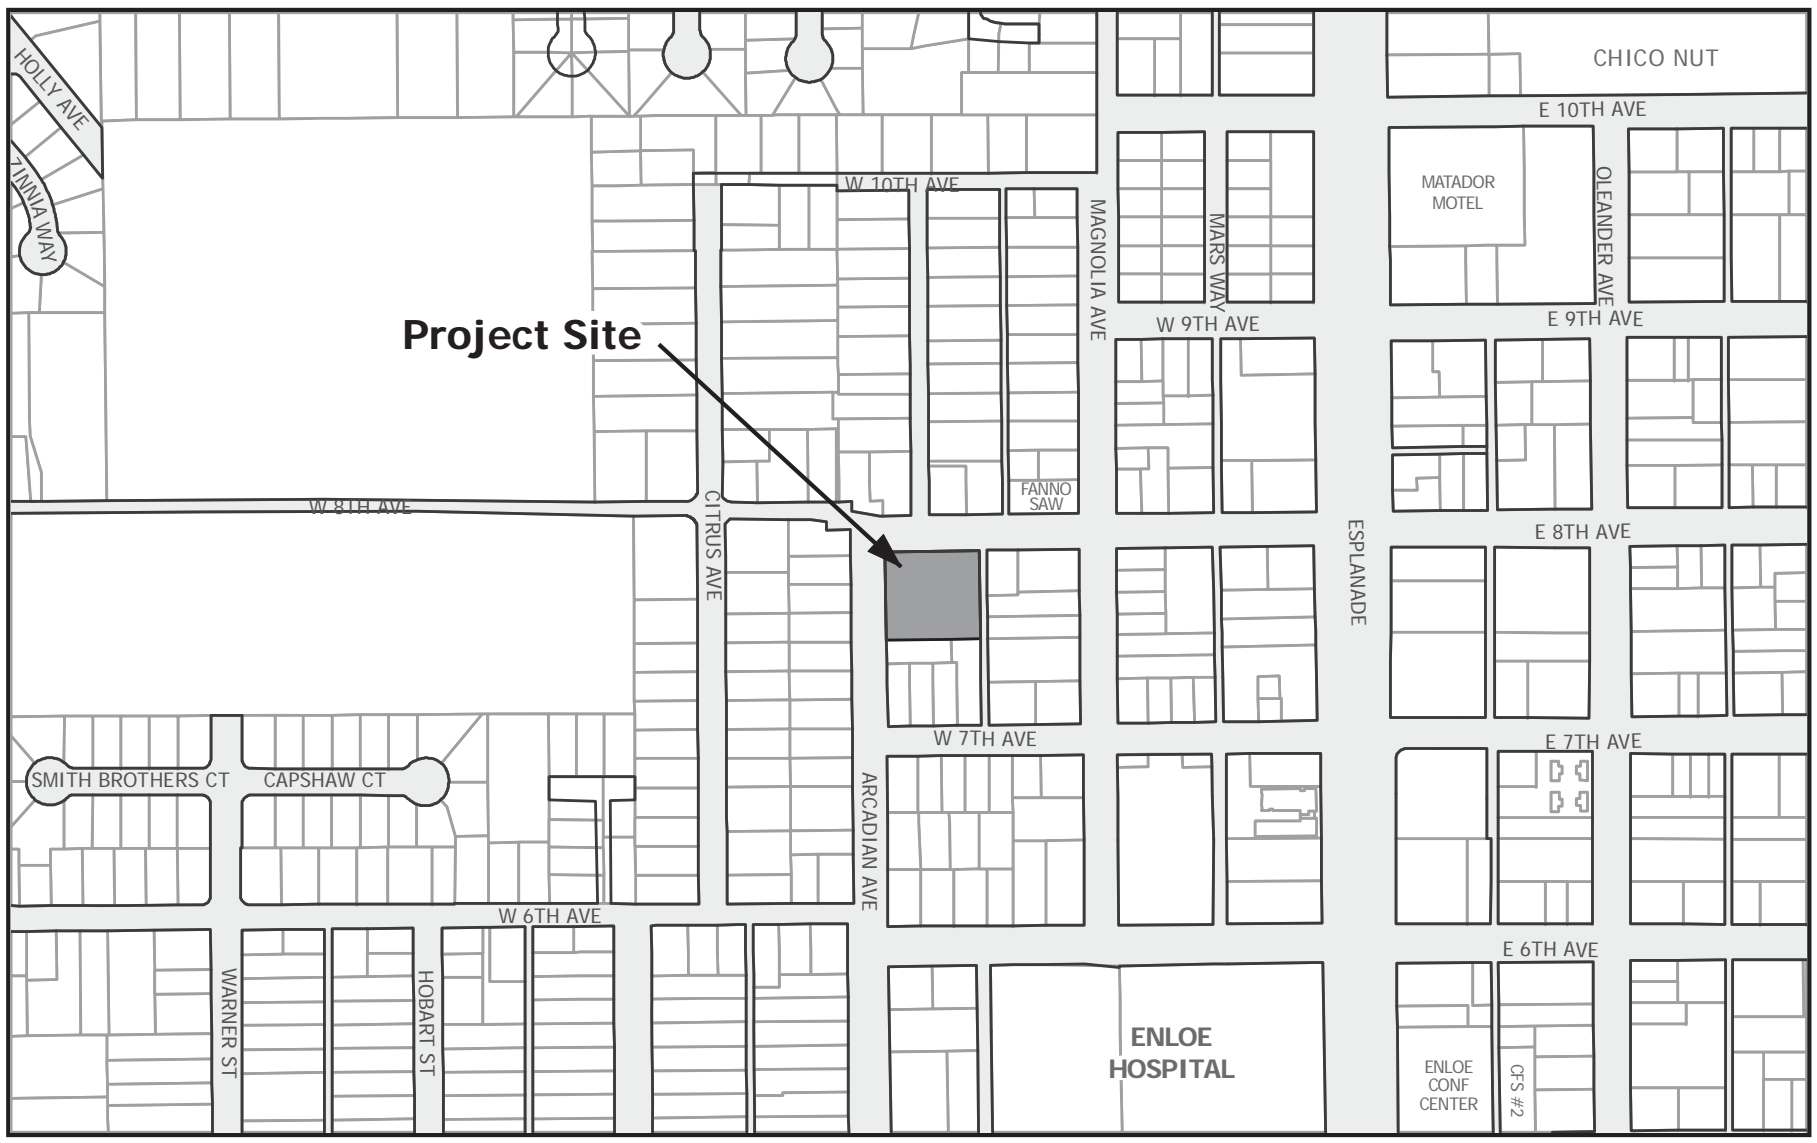 CHICO NUT
HOLLY AVE
E 10TH AVE
ZINNIA WAY
W 10TH AVE
MATADOR
MOTEL
OLEANDER AVE
MAGNOLIA AVE
MARS WAY
W 9TH AVE
E 9TH AVE
Project Site
FANNO
SAW
W 8TH AVE
CITRUS AVE
ESPLANADE
E 8TH AVE
W 7TH AVE
E 7TH AVE
SMITH BROTHERS CT
CAPSHAW CT
ARCADIAN AVE
W 6TH AVE
E 6TH AVE
WARNER ST
HOBART ST
ENLOE
HOSPITAL
ENLOE
CONF
CENTER
CFS #2